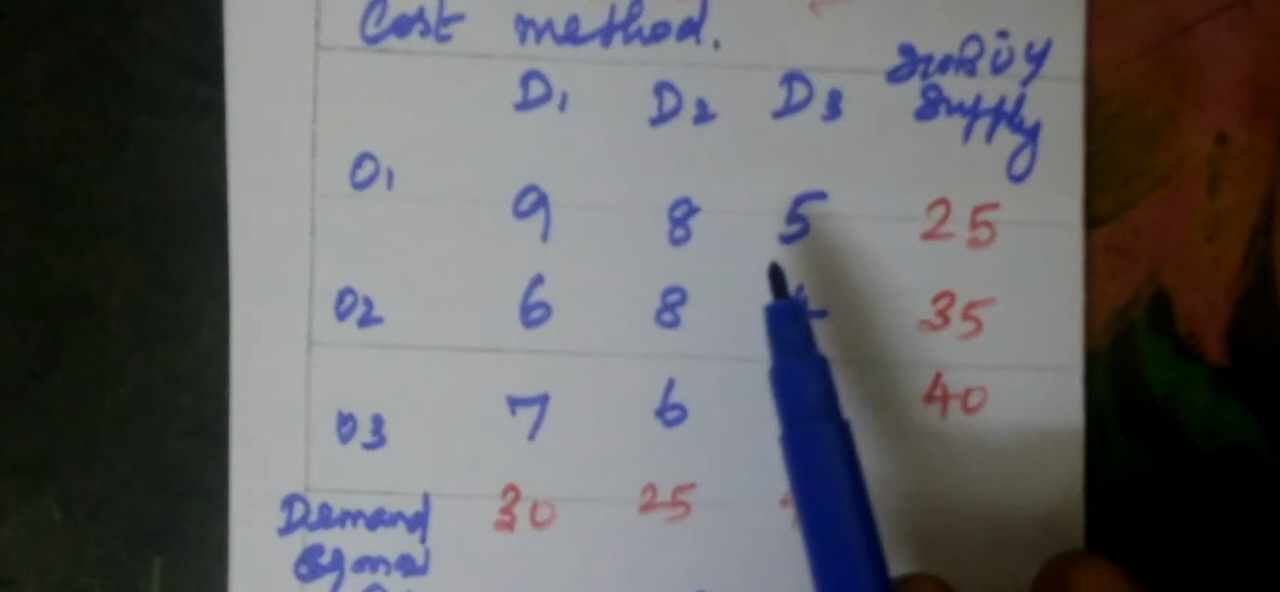 Cost method.
D1 D2 D3 Supply
O1 9 8 5 25
O2 6 8 35
O3 7 6 40
Demand 30 25
தேவை